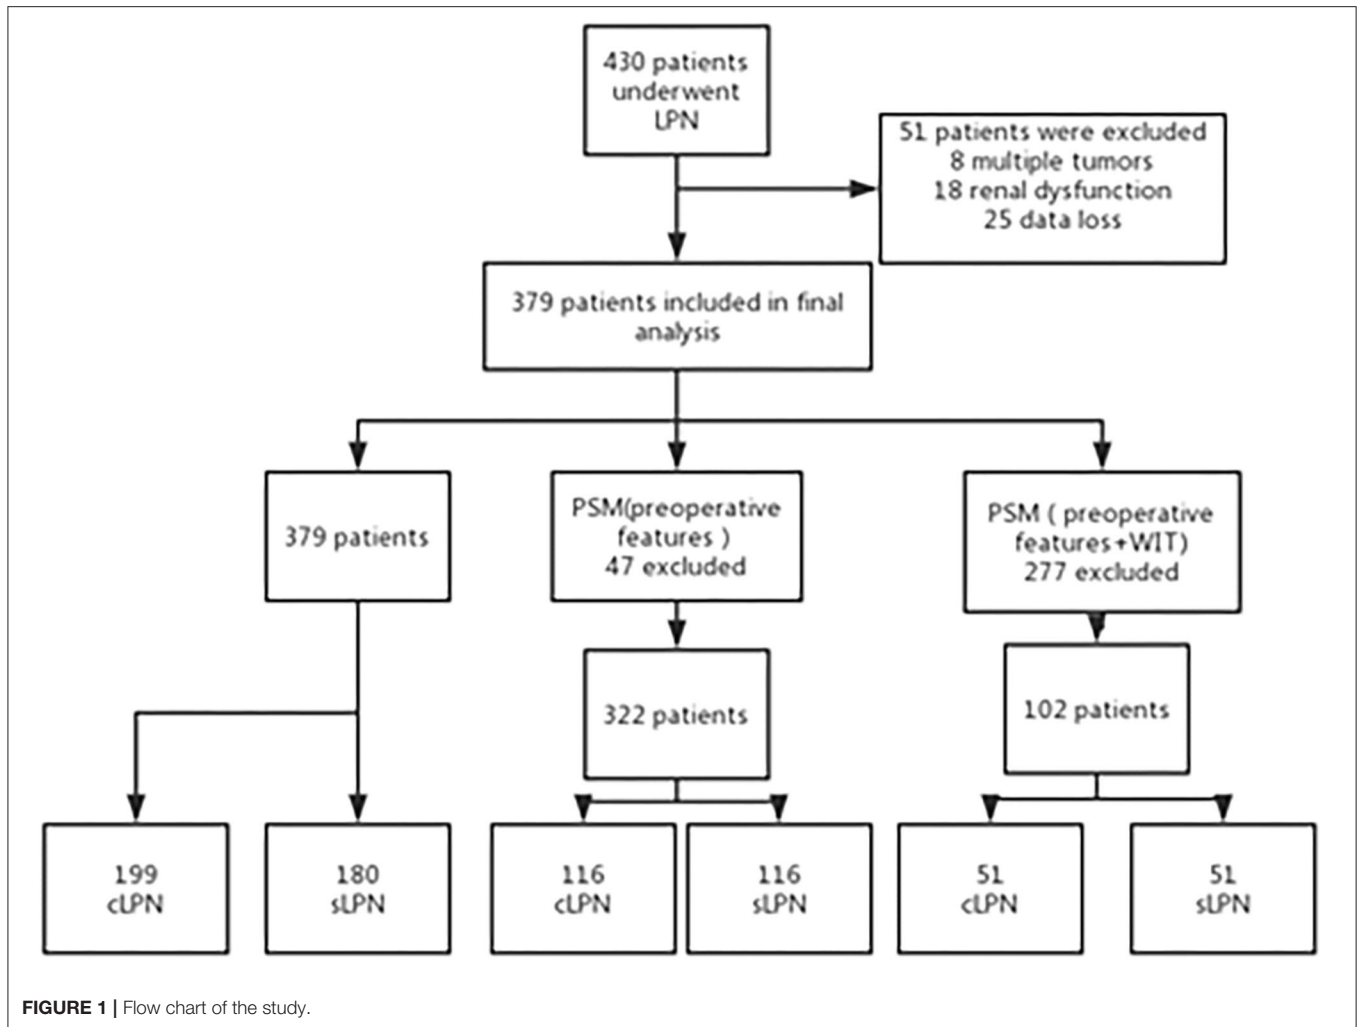 430 patients
underwent
LPN
51 patients were excluded
8 multiple tumors
18 renal dysfunction
25 data loss
379 patients included in final
analysis
379 patients
PSM(preoperative
features )
47 excluded
PSM ( preoperative
features+WIT)
277 excluded
322 patients
102 patients
199
cLPN
180
sLPN
116
cLPN
116
sLPN
51
cLPN
51
sLPN
FIGURE 1 | Flow chart of the study.